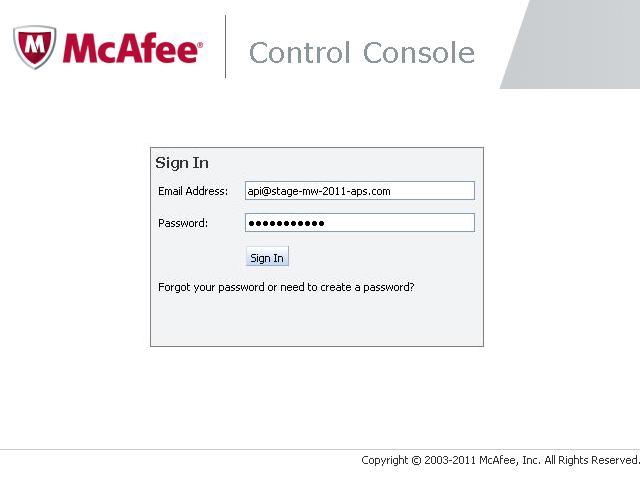 McAfee®
Control Console
Sign In
Email Address: api@stage-mw-2011-aps.com
Password: ●●●●●●●●●●●
Sign In
Forgot your password or need to create a password?
Copyright © 2003-2011 McAfee, Inc. All Rights Reserved.